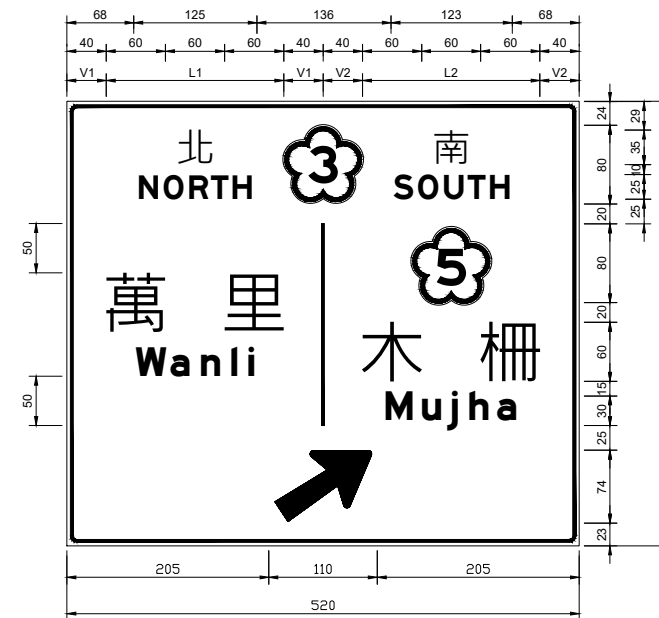 68 125 136 123 68
40 60 60 60 40 40 60 60 60 40
V1 L1 V1 V2 L2 V2
北 3 南
NORTH SOUTH
5
萬里
Wanli
木柵
Mujha
24 80 20 80 20 60 15 30 25 74 23
29 35 10 25 25
50
50
205 110 205
520